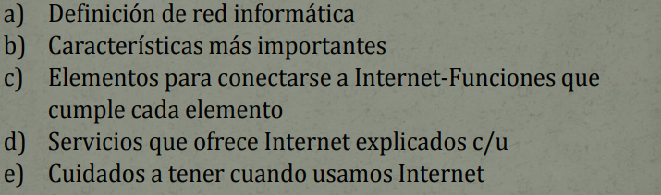 a) Definición de red informática
b) Características más importantes
c) Elementos para conectarse a Internet-Funciones que
cumple cada elemento
d) Servicios que ofrece Internet explicados c/u
e) Cuidados a tener cuando usamos Internet